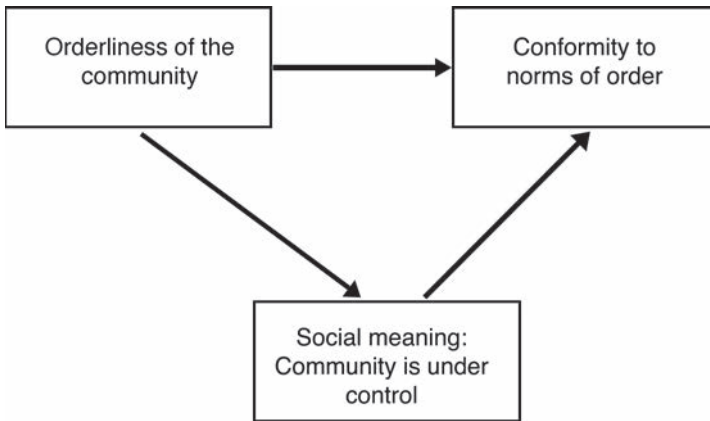 Orderliness of the
community
Conformity to
norms of order
Social meaning:
Community is under
control